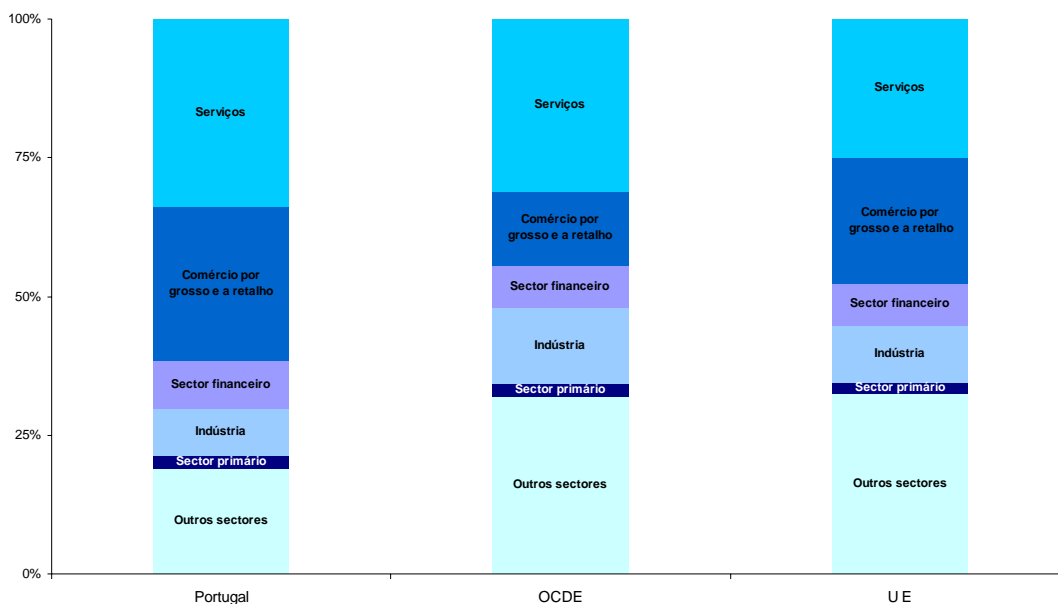 100%
75%
50%
25%
0%
Serviços
Comércio por
grosso e a retalho
Sector financeiro
Indústria
Sector primário
Outros sectores
Serviços
Comércio por
grosso e a retalho
Sector financeiro
Indústria
Sector primário
Outros sectores
Serviços
Comércio por
grosso e a retalho
Sector financeiro
Indústria
Sector primário
Outros sectores
Portugal
OCDE
U E